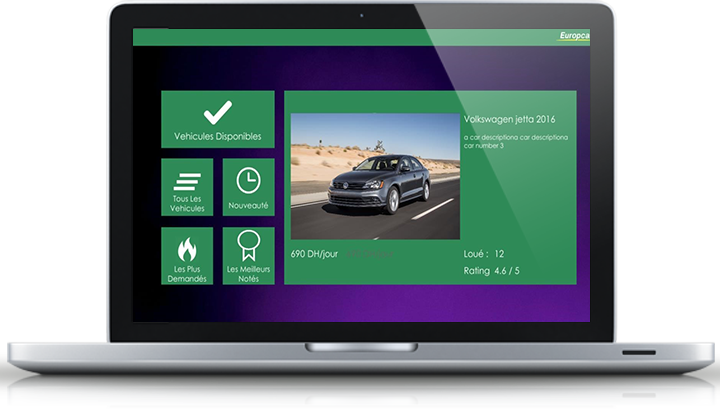 Europca
Vehicules Disponibles
Tous Les
Vehicules
Nouveauté
Les Plus
Demandés
Les Meilleurs
Notés
Volkswagen jetta 2016
a car descriptiona car descriptiona
car number 3
690 DH/jour
Loué : 12
Rating 4.6 / 5